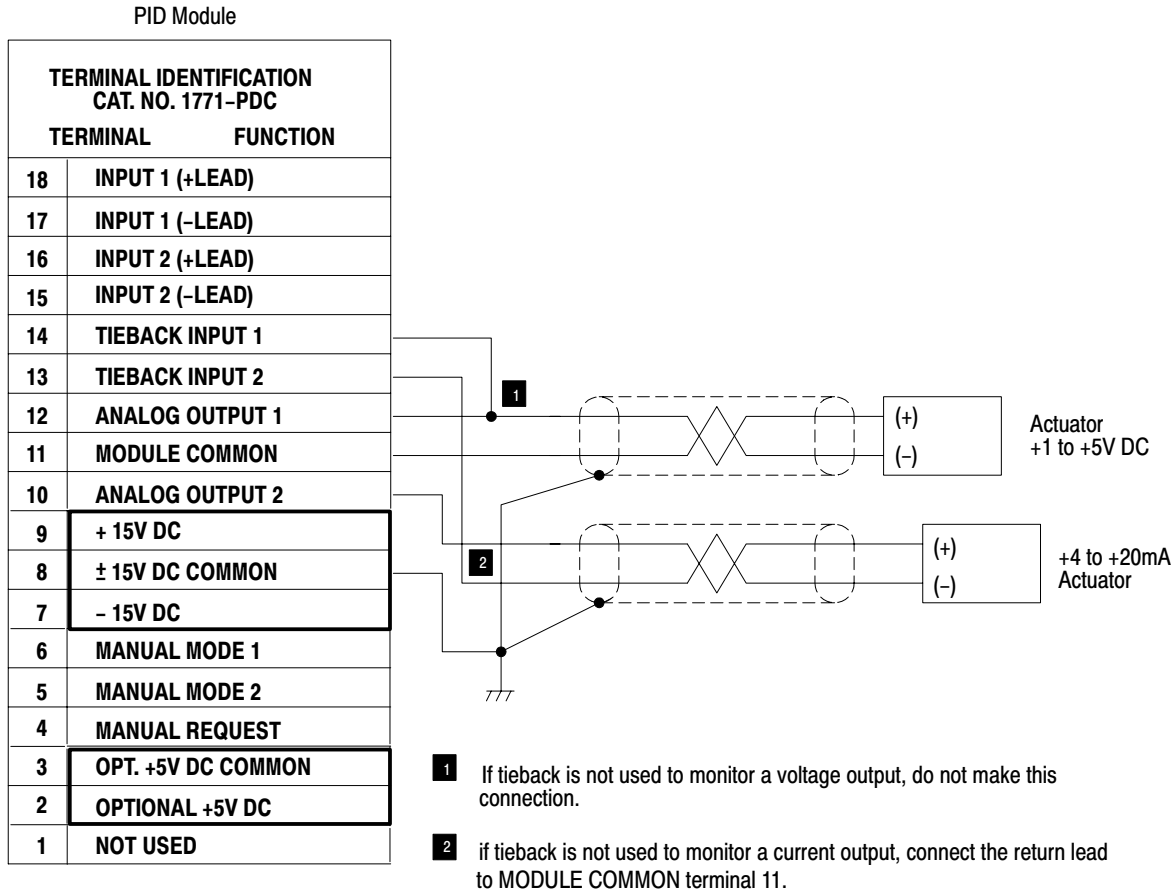 PID Module
TERMINAL IDENTIFICATION
CAT. NO. 1771-PDC
TERMINAL FUNCTION
18 INPUT 1 (+LEAD)
17 INPUT 1 (-LEAD)
16 INPUT 2 (+LEAD)
15 INPUT 2 (-LEAD)
14 TIEBACK INPUT 1
13 TIEBACK INPUT 2
12 ANALOG OUTPUT 1
11 MODULE COMMON
10 ANALOG OUTPUT 2
9 + 15V DC
8 ± 15V DC COMMON
7 - 15V DC
6 MANUAL MODE 1
5 MANUAL MODE 2
4 MANUAL REQUEST
3 OPT. +5V DC COMMON
2 OPTIONAL +5V DC
1 NOT USED
1
(+)
(-)
Actuator
+1 to +5V DC
2
(+)
(-)
+4 to +20mA
Actuator
1 If tieback is not used to monitor a voltage output, do not make this
connection.
2 if tieback is not used to monitor a current output, connect the return lead
to MODULE COMMON terminal 11.